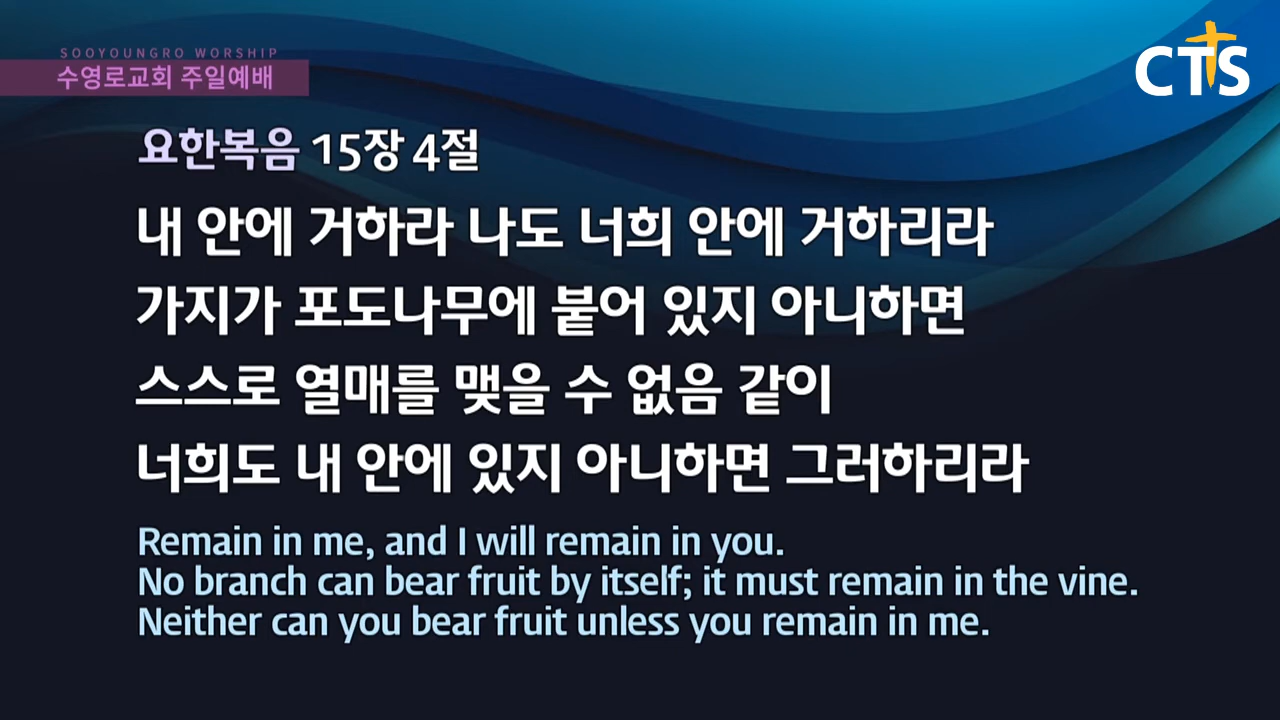 SOOYOUNGRO WORSHIP
수영로교회 주일예배
CTS
요한복음 15장 4절
내 안에 거하라 나도 너희 안에 거하리라
가지가 포도나무에 붙어 있지 아니하면
스스로 열매를 맺을 수 없음 같이
너희도 내 안에 있지 아니하면 그러하리라
Remain in me, and I will remain in you.
No branch can bear fruit by itself; it must remain in the vine.
Neither can you bear fruit unless you remain in me.